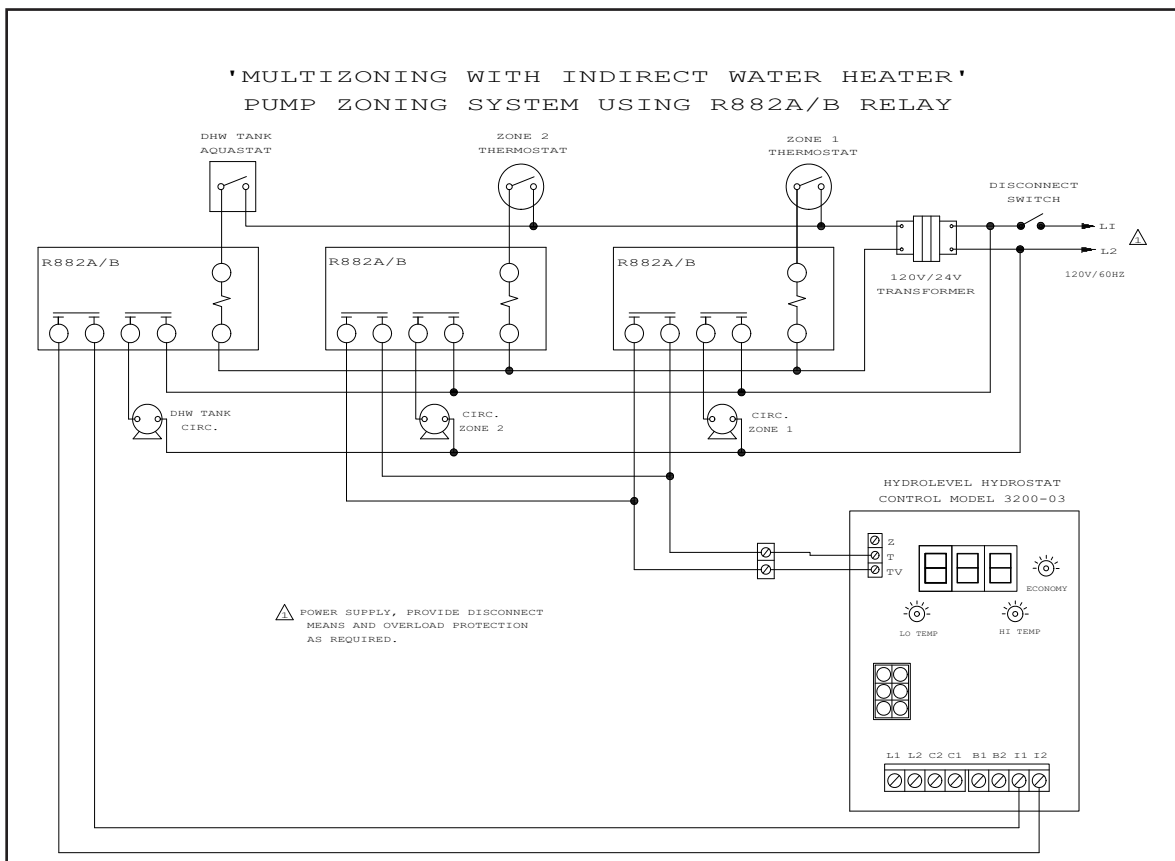 'MULTIZONING WITH INDIRECT WATER HEATER'
PUMP ZONING SYSTEM USING R882A/B RELAY
DHW TANK
AQUASTAT
ZONE 2
THERMOSTAT
ZONE 1
THERMOSTAT
DISCONNECT
SWITCH
L1
L2
1
120V/60HZ
120V/24V
TRANSFORMER
R882A/B
R882A/B
R882A/B
DHW TANK
CIRC.
CIRC.
ZONE 2
CIRC.
ZONE 1
HYDROLEVEL HYDROSTAT
CONTROL MODEL 3200-03
Z
T
TV
ECONOMY
LO TEMP
HI TEMP
1 POWER SUPPLY, PROVIDE DISCONNECT
MEANS AND OVERLOAD PROTECTION
AS REQUIRED.
L1 L2 C2 C1 B1 B2 I1 I2